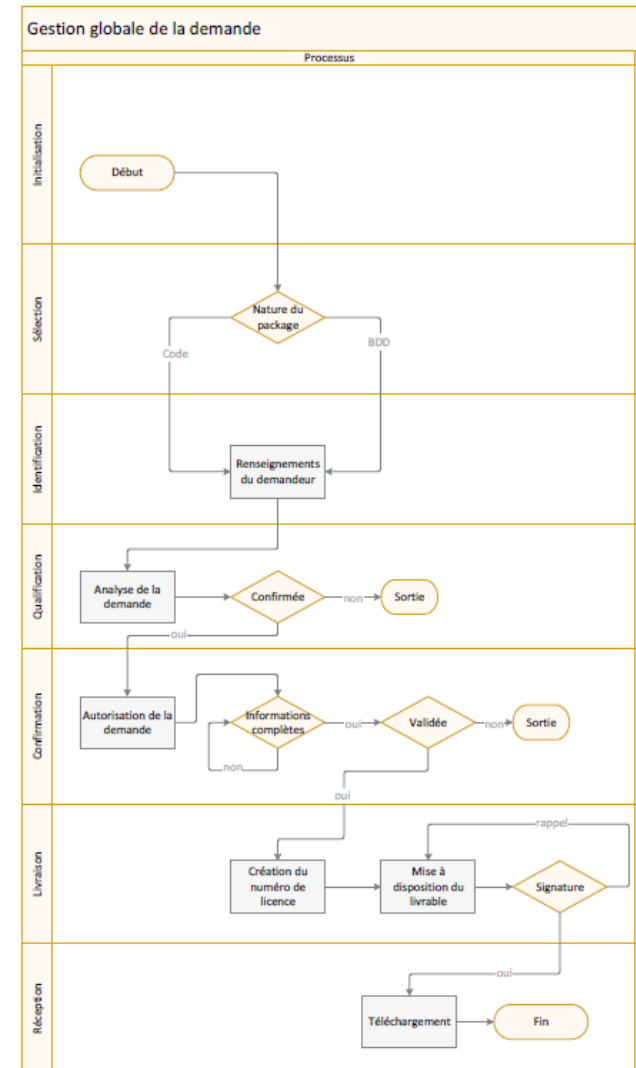 Gestion globale de la demande
Processus
Initialisation
Début
Sélection
Nature du
package
Code
BDD
Identification
Renseignements
du demandeur
Qualification
Analyse de la
demande
Confirmée
non
Sortie
oui
Confirmation
Autorisation de la
demande
Informations
complètes
oui
Validée
non
Sortie
non
oui
Livraison
rappel
Création du
numéro de
licence
Mise à
disposition du
livrable
Signature
Réception
oui
Téléchargement
Fin